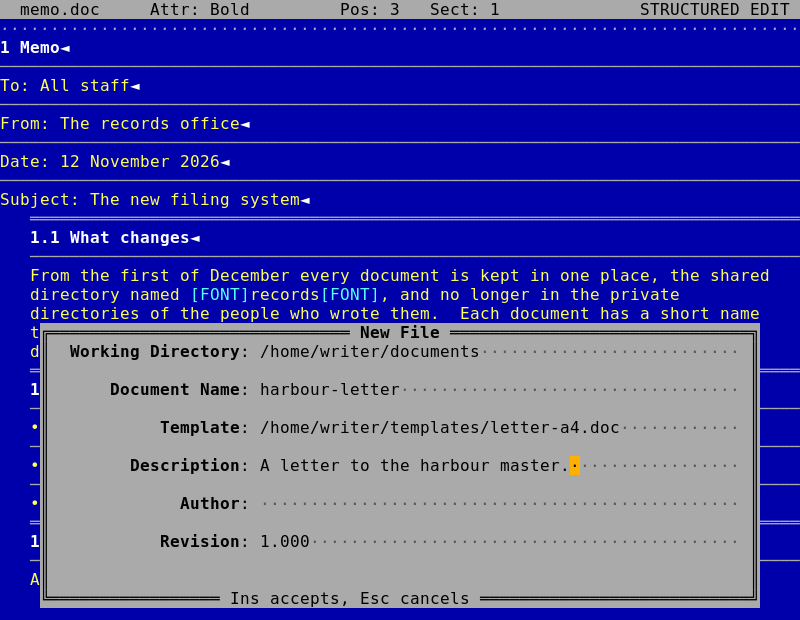 memo.doc Attr: Bold Pos: 3 Sect: 1 STRUCTURED EDIT
1 Memo◄
To: All staff◄
From: The records office◄
Date: 12 November 2026◄
Subject: The new filing system◄
1.1 What changes◄
From the first of December every document is kept in one place, the shared
directory named [FONT]records[FONT], and no longer in the private
directories of the people who wrote them. Each document has a short name
t
New File
d
Working Directory: /home/writer/documents
1
Document Name: harbour-letter
•
Template: /home/writer/templates/letter-a4.doc
•
Description: A letter to the harbour master.
•
Author:
1
Revision: 1.000
A
Ins accepts, Esc cancels